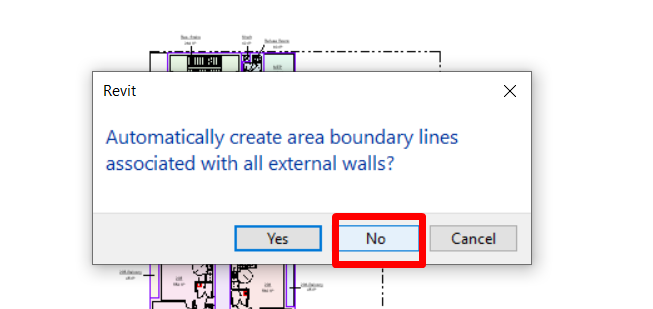 Revit
Automatically create area boundary lines
associated with all external walls?
Yes
No
Cancel